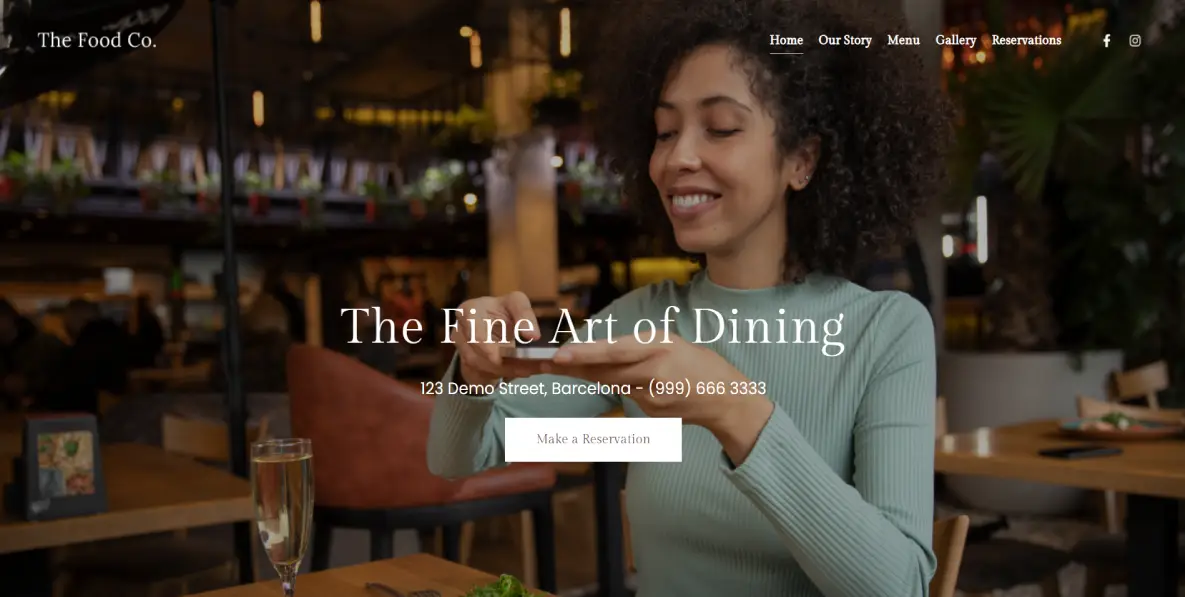 The Food Co.
Home Our Story Menu Gallery Reservations
The Fine Art of Dining
123 Demo Street, Barcelona - (999) 666 3333
Make a Reservation